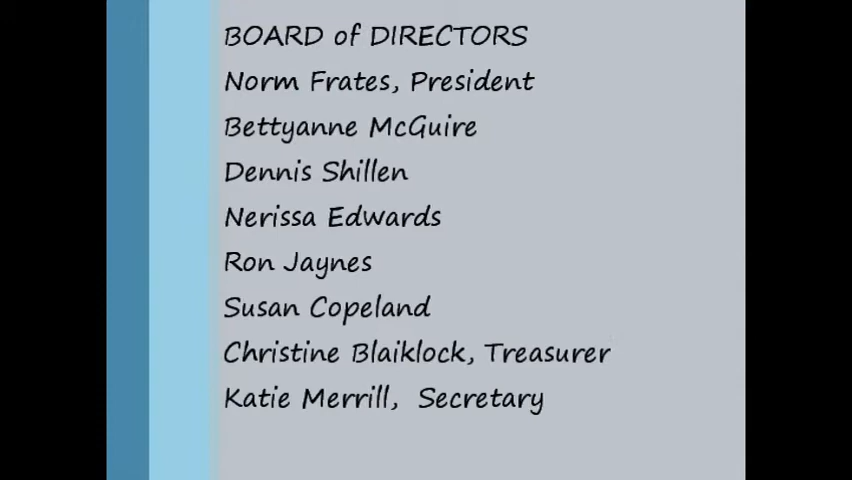 BOARD of DIRECTORS
Norm Frates, President
Bettyanne McGuire
Dennis Shillen
Nerissa Edwards
Ron Jaynes
Susan Copeland
Christine Blaiklock, Treasurer
Katie Merrill,  Secretary